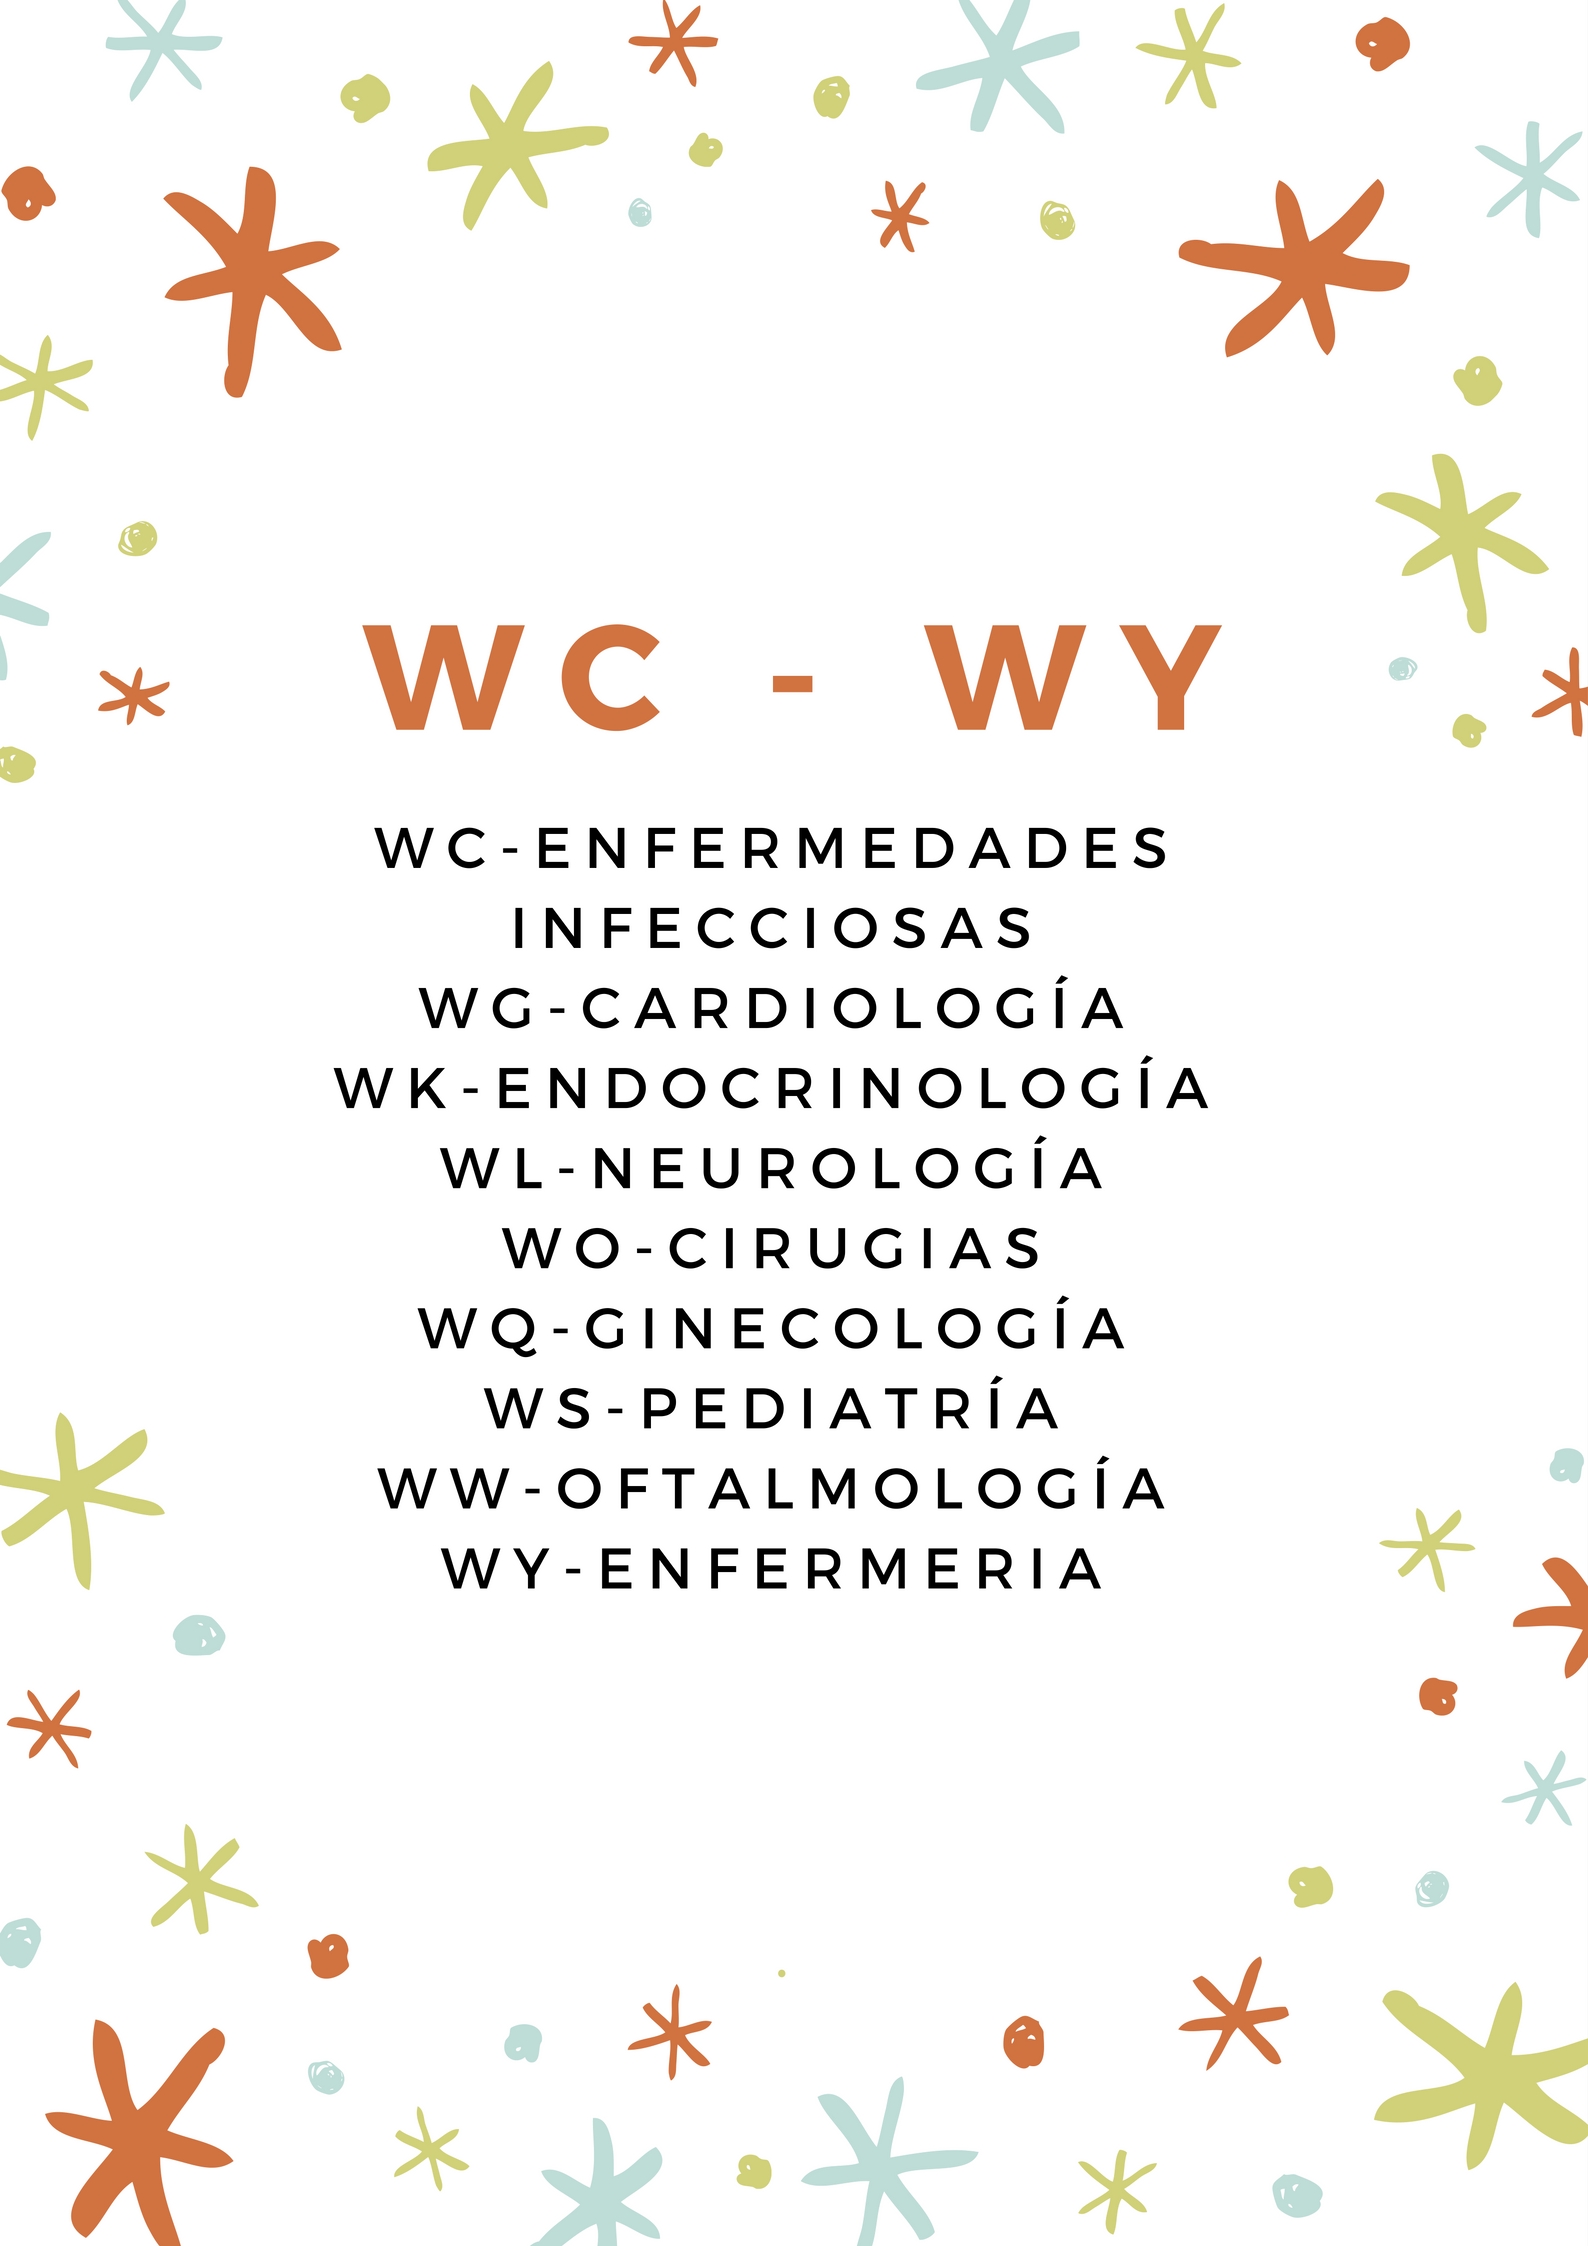 WC - WY
WC-ENFERMEDADES
INFECCIOSAS
WG-CARDIOLOGÍA
WK-ENDOCRINOLOGÍA
WL-NEUROLOGÍA
WO-CIRUGIAS
WQ-GINECOLOGÍA
WS-PEDIATRÍA
WW-OFTALMOLOGÍA
WY-ENFERMERIA